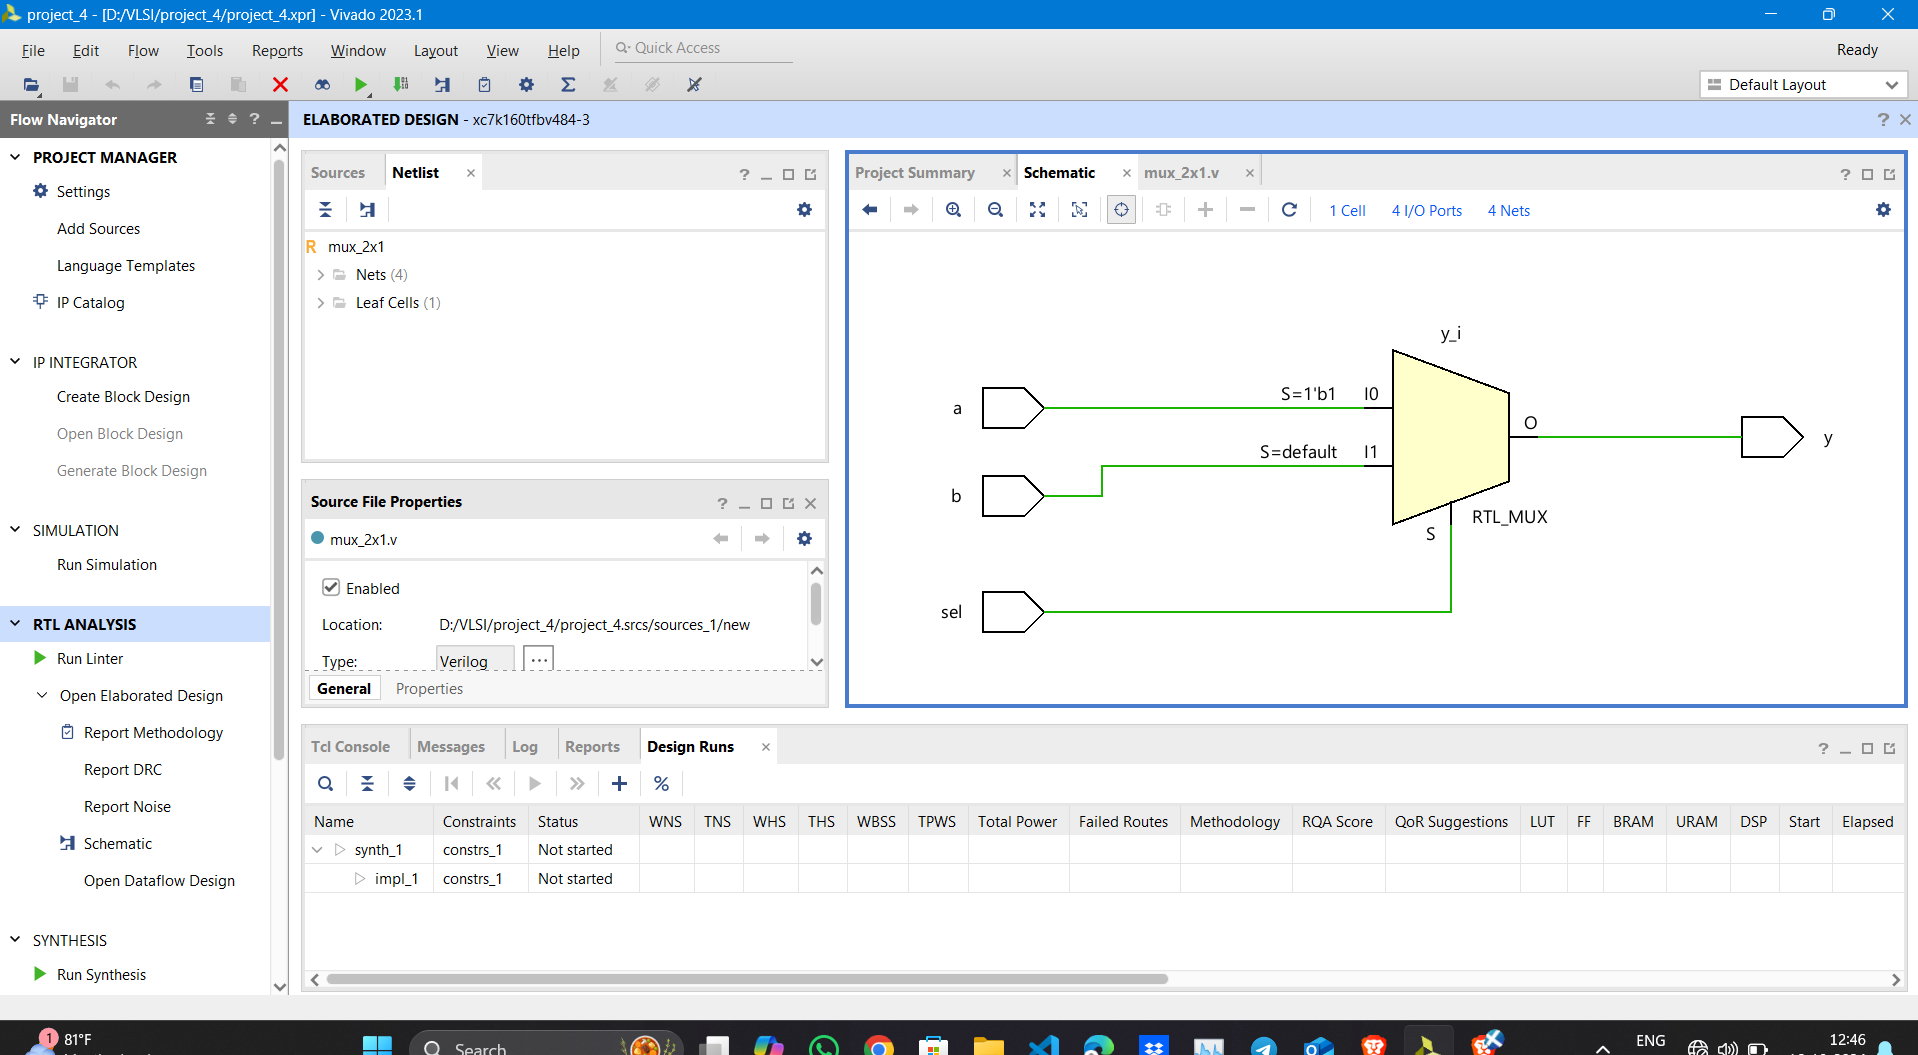 project_4 - [D:/VLSI/project_4/project_4.xpr] - Vivado 2023.1
File Edit Flow Tools Reports Window Layout View Help Quick Access Ready
Default Layout
Flow Navigator
PROJECT MANAGER
Settings
Add Sources
Language Templates
IP Catalog
IP INTEGRATOR
Create Block Design
Open Block Design
Generate Block Design
SIMULATION
Run Simulation
RTL ANALYSIS
Run Linter
Open Elaborated Design
Report Methodology
Report DRC
Report Noise
Schematic
Open Dataflow Design
SYNTHESIS
Run Synthesis
ELABORATED DESIGN - xc7k160tfbv484-3
Sources Netlist
R mux_2x1
Nets (4)
Leaf Cells (1)
Source File Properties
mux_2x1.v
Enabled
Location: D:/VLSI/project_4/project_4.srcs/sources_1/new
Type: Verilog
General Properties
Project Summary Schematic mux_2x1.v
1 Cell 4 I/O Ports 4 Nets
y_i
a S=1'b1 I0
O
y
S=default I1
b
RTL_MUX
S
sel
Tcl Console Messages Log Reports Design Runs
Name Constraints Status WNS TNS WHS THS WBSS TPWS Total Power Failed Routes Methodology RQA Score QoR Suggestions LUT FF BRAM URAM DSP Start Elapsed
synth_1 constrs_1 Not started
impl_1 constrs_1 Not started
1
81°F
Search
ENG
12:46